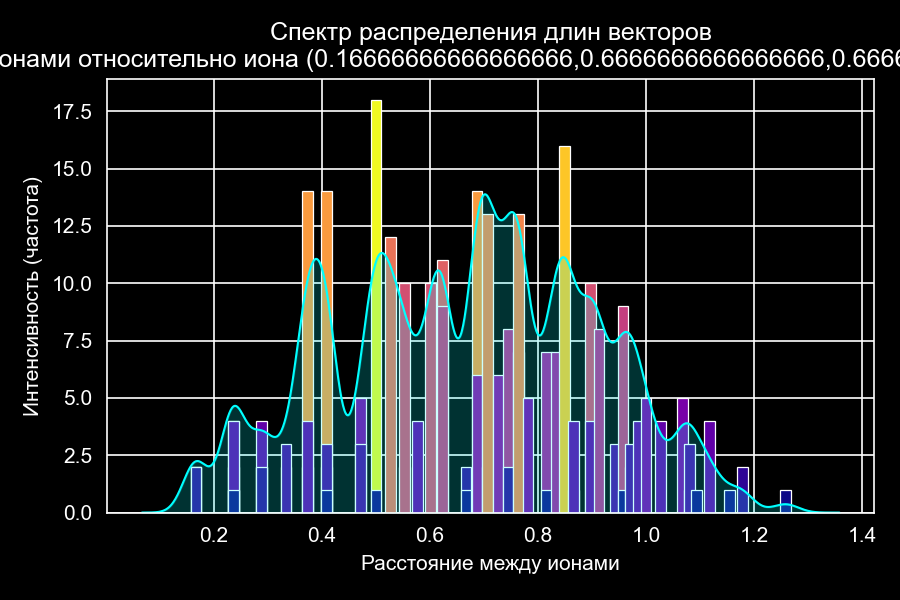 Спектр распределения длин векторов
онами относительно иона (0.16666666666666666,0.6666666666666666,0.6666
17.5
15.0
12.5
10.0
7.5
5.0
2.5
0.0
Интенсивность (частота)
0.2 0.4 0.6 0.8 1.0 1.2 1.4
Расстояние между ионами